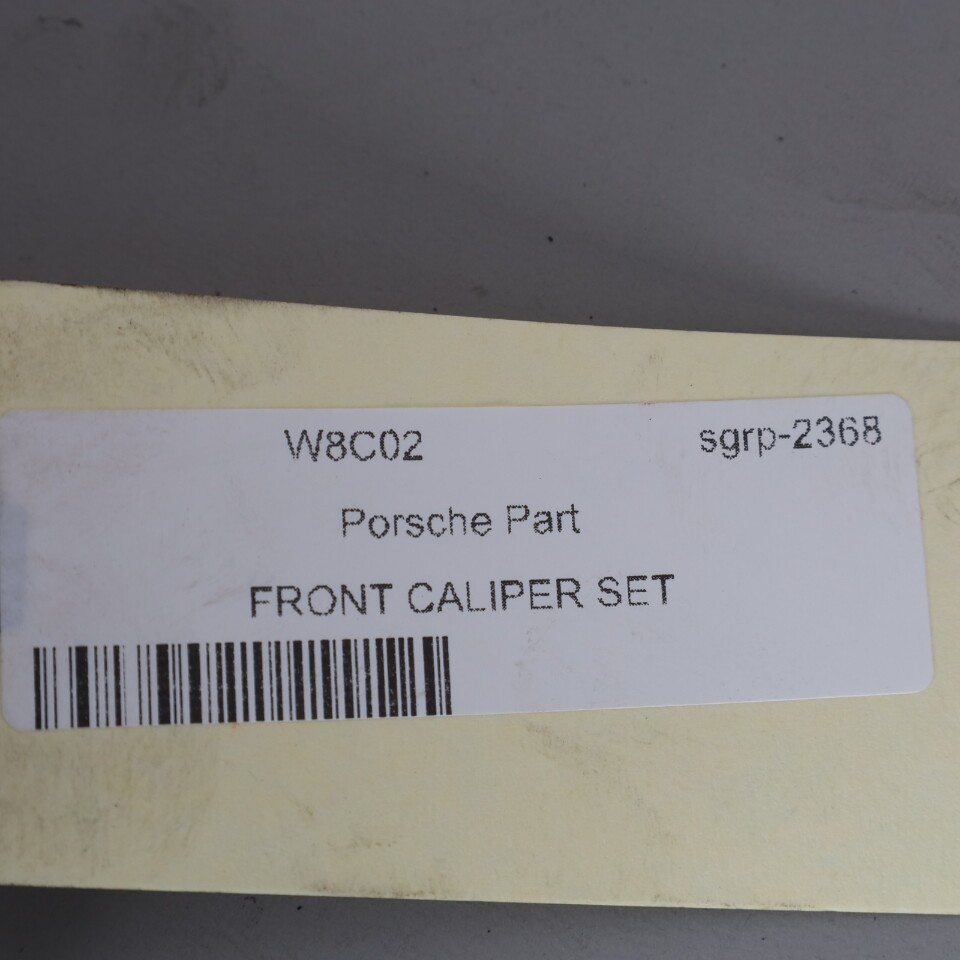 W8C02 sgrp-2368
Porsche Part
FRONT CALIPER SET